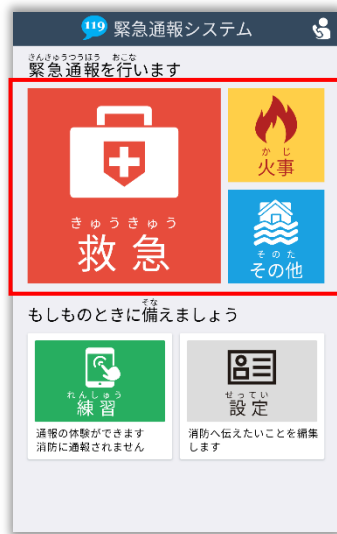 119 緊急通報システム
きんきゅうつうほう おこな
緊急通報を行います
きゅうきゅう
救急
かじ
火事
そのた
その他
そな
もしものときに備えましょう
れんしゅう
練習
通報の体験ができます
消防に通報されません
せってい
設定
消防へ伝えたいことを編集
します